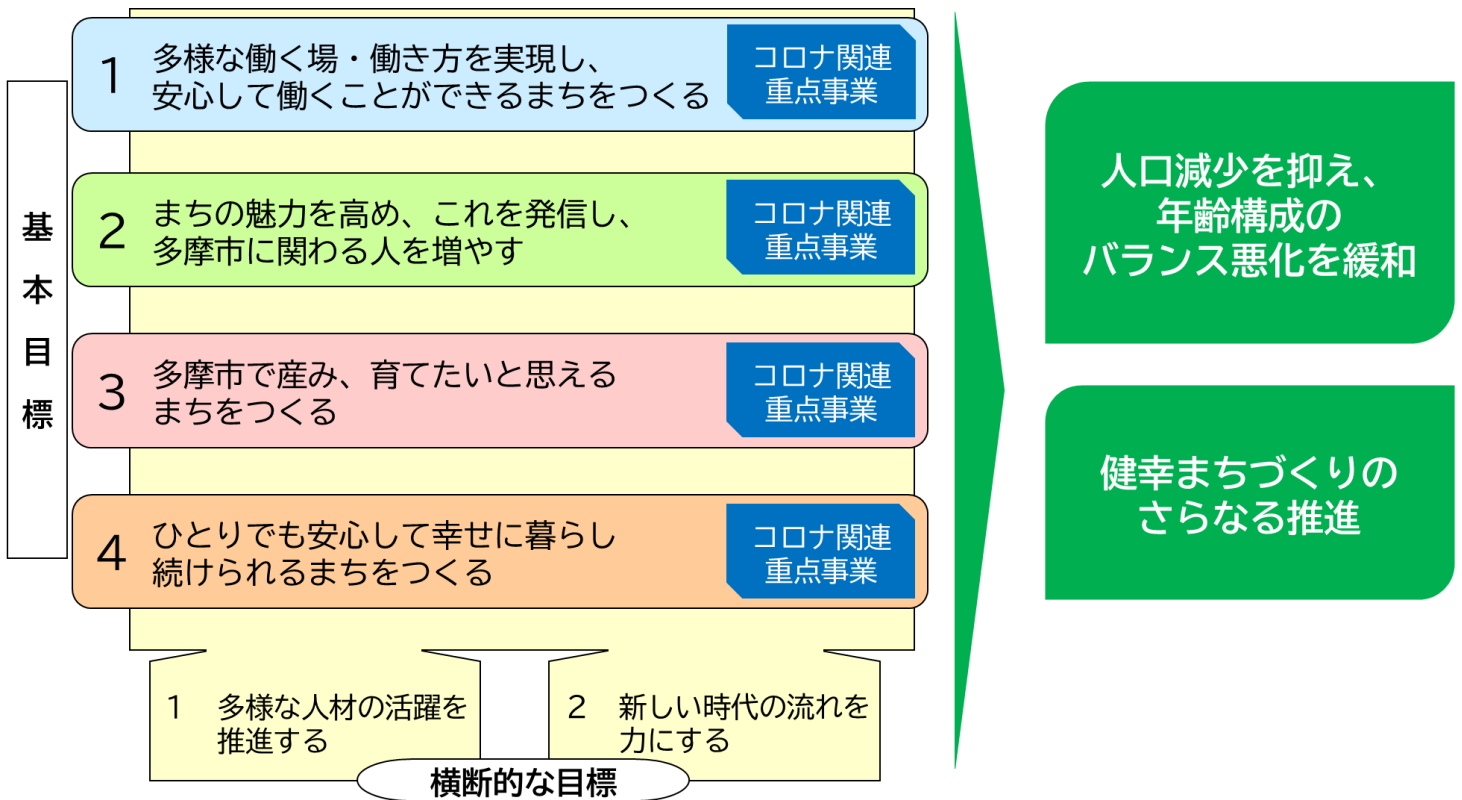 基本目標
1
多様な働く場・働き方を実現し、
安心して働くことができるまちをつくる
コロナ関連
重点事業
2
まちの魅力を高め、これを発信し、
多摩市に関わる人を増やす
コロナ関連
重点事業
3
多摩市で産み、育てたいと思える
まちをつくる
コロナ関連
重点事業
4
ひとりでも安心して幸せに暮らし
続けられるまちをつくる
コロナ関連
重点事業
1 多様な人材の活躍を
推進する
2 新しい時代の流れを
力にする
横断的な目標
人口減少を抑え、
年齢構成の
バランス悪化を緩和
健幸まちづくりの
さらなる推進